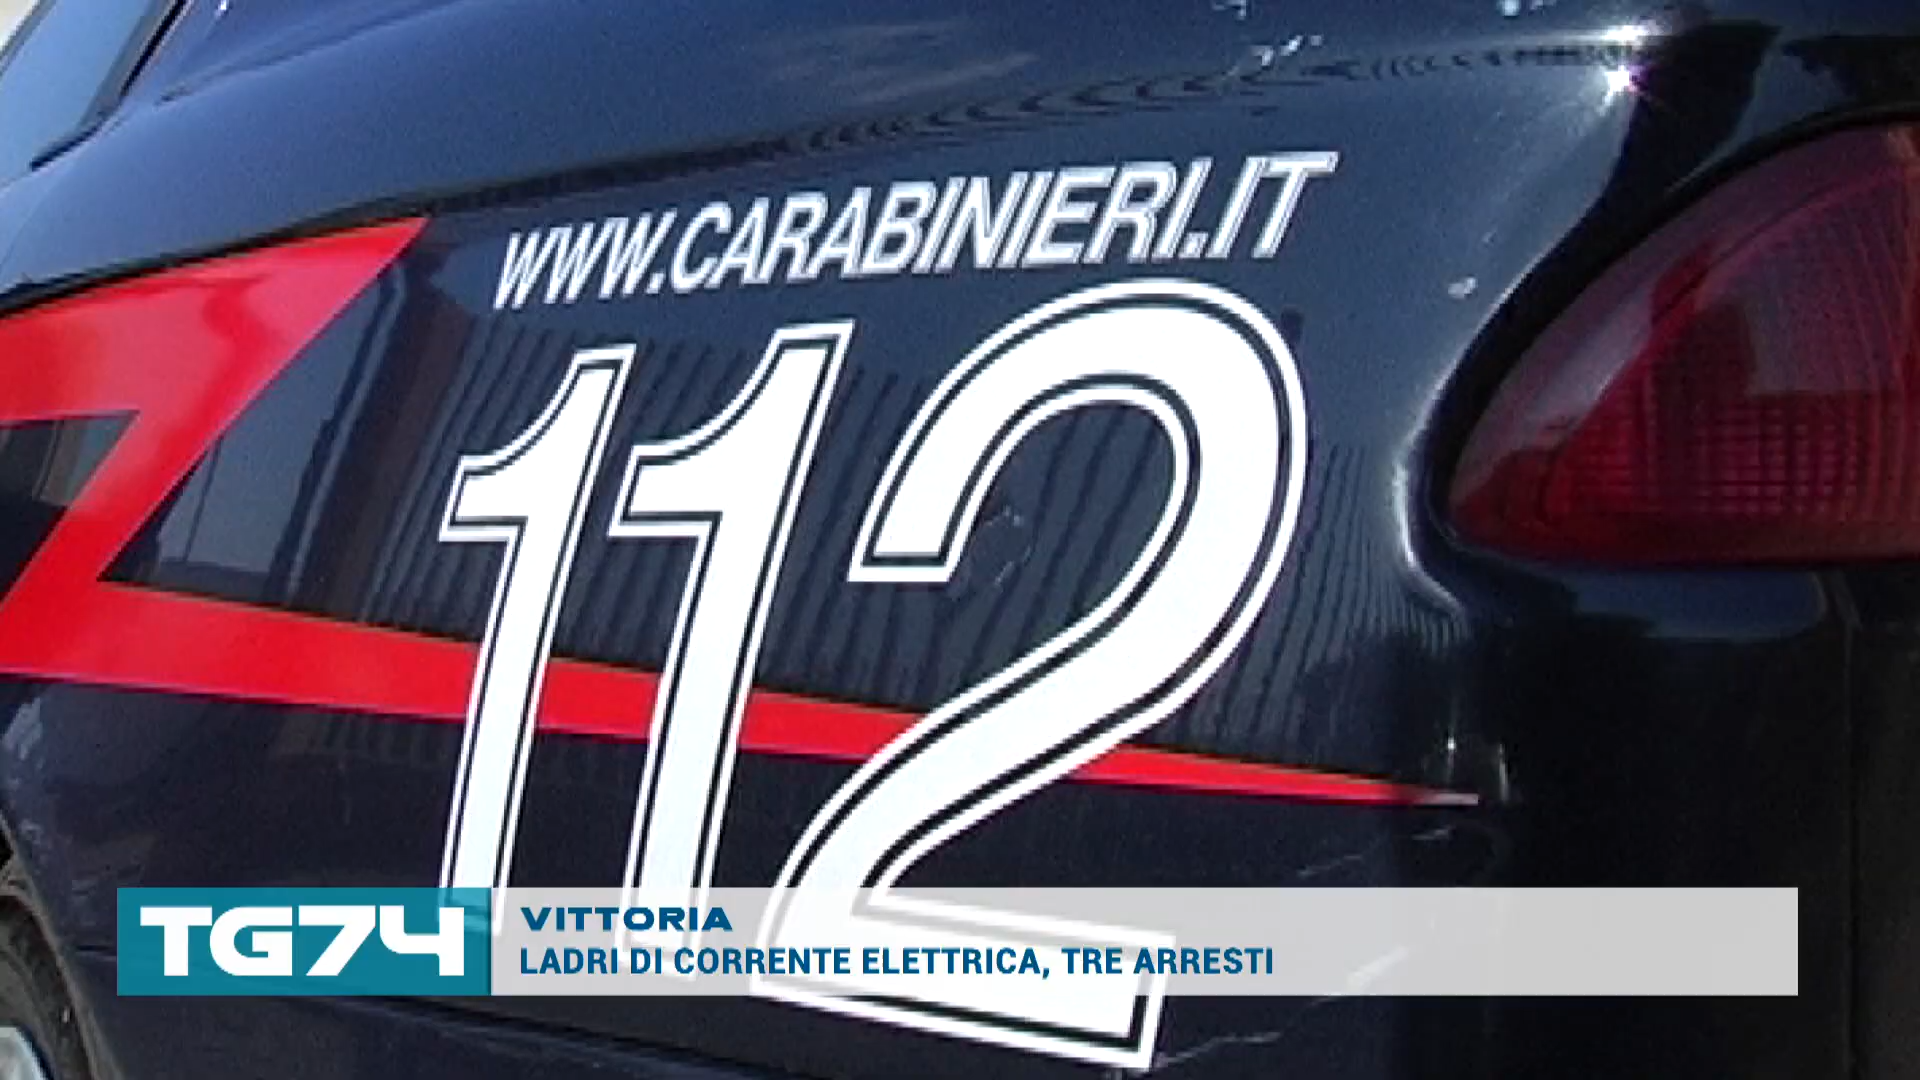 WWW.CARABINIERI.IT
112
TG74
VITTORIA
LADRI DI CORRENTE ELETTRICA, TRE ARRESTI